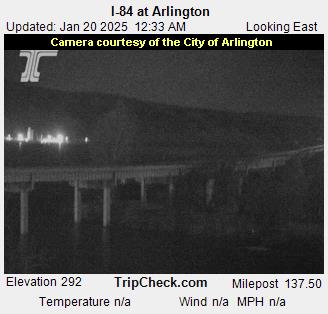 I-84 at Arlington
Updated: Jan 20 2025 12:33 AM Looking East
Camera courtesy of the City of Arlington
Elevation 292 TripCheck.com Milepost 137.50
Temperature n/a Wind n/a MPH n/a